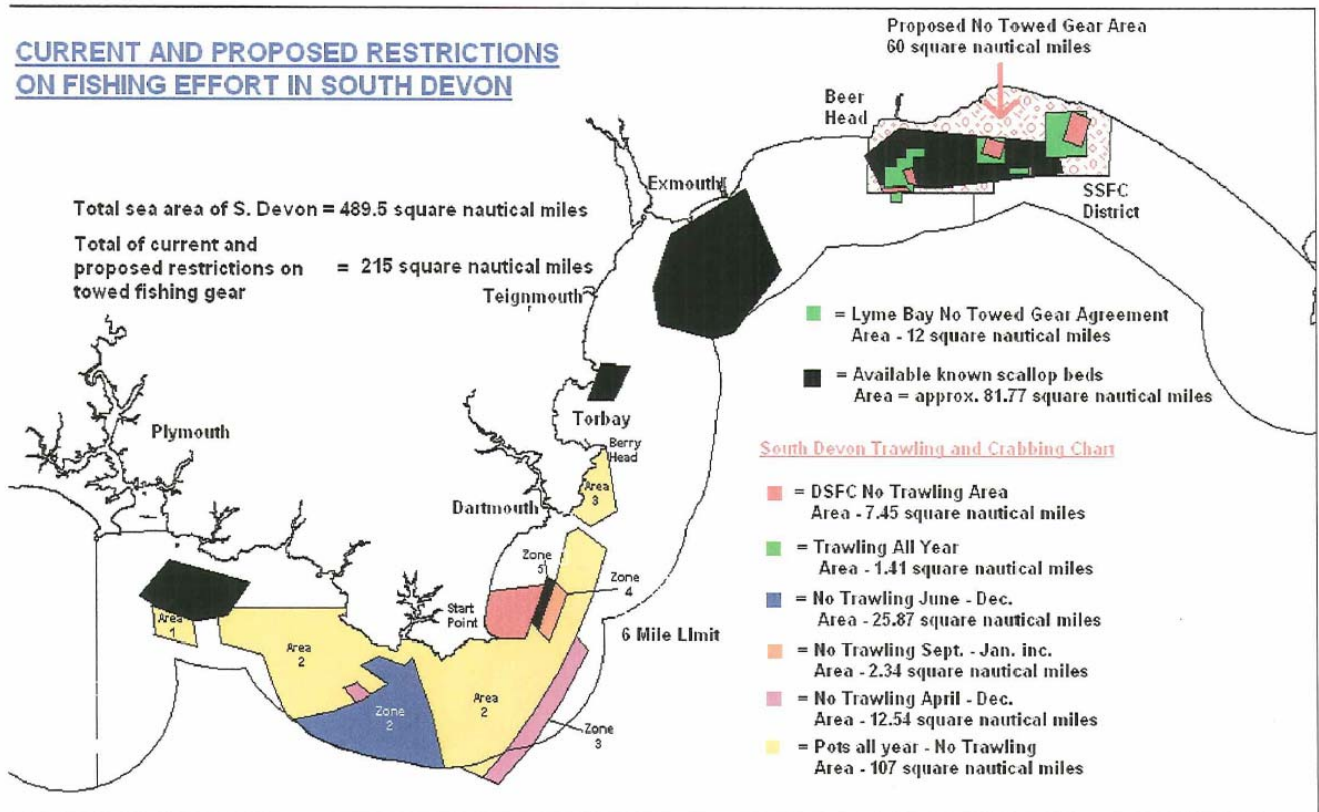 CURRENT AND PROPOSED RESTRICTIONS
ON FISHING EFFORT IN SOUTH DEVON
Proposed No Towed Gear Area
60 square nautical miles
Beer
Head
SSFC
District
Exmouth
Total sea area of S. Devon = 489.5 square nautical miles
Total of current and
proposed restrictions on = 215 square nautical miles
towed fishing gear
Teignmouth
= Lyme Bay No Towed Gear Agreement
Area - 12 square nautical miles
= Available known scallop beds
Area = approx. 81.77 square nautical miles
Torbay
Plymouth
Berry
Head
Area
3
Dartmouth
South Devon Trawling and Crabbing Chart
= DSFC No Trawling Area
Area - 7.45 square nautical miles
= Trawling All Year
Area - 1.41 square nautical miles
= No Trawling June - Dec.
Area - 25.87 square nautical miles
= No Trawling Sept. - Jan. inc.
Area - 2.34 square nautical miles
= No Trawling April - Dec.
Area - 12.54 square nautical miles
= Pots all year - No Trawling
Area - 107 square nautical miles
Zone
5
Zone
4
Start
Point
6 Mile LImit
Area
1
Area
2
Zone
2
Area
2
Zone
3